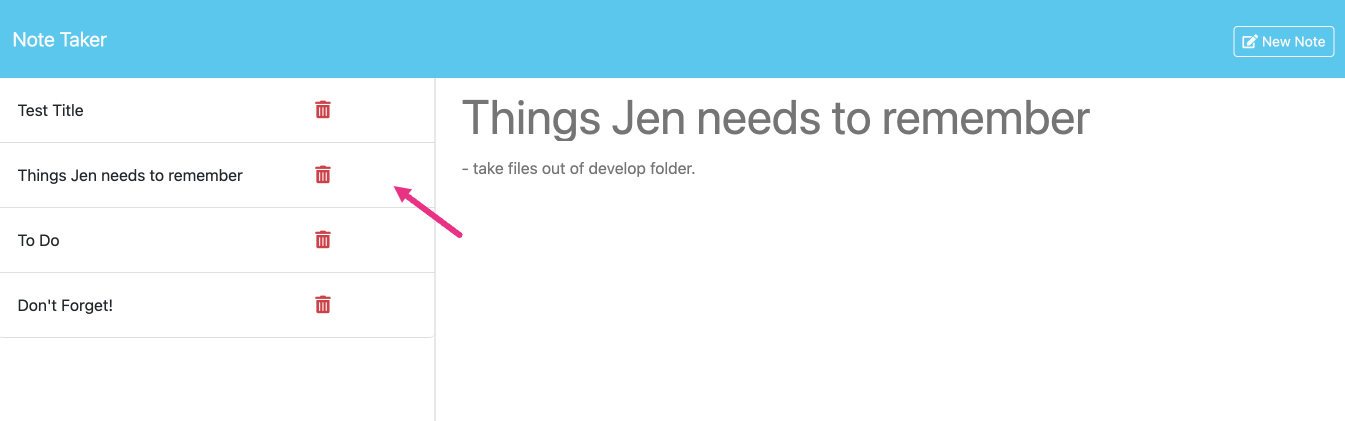 Note Taker
New Note
Test Title
Things Jen needs to remember
To Do
Don't Forget!
Things Jen needs to remember
- take files out of develop folder.